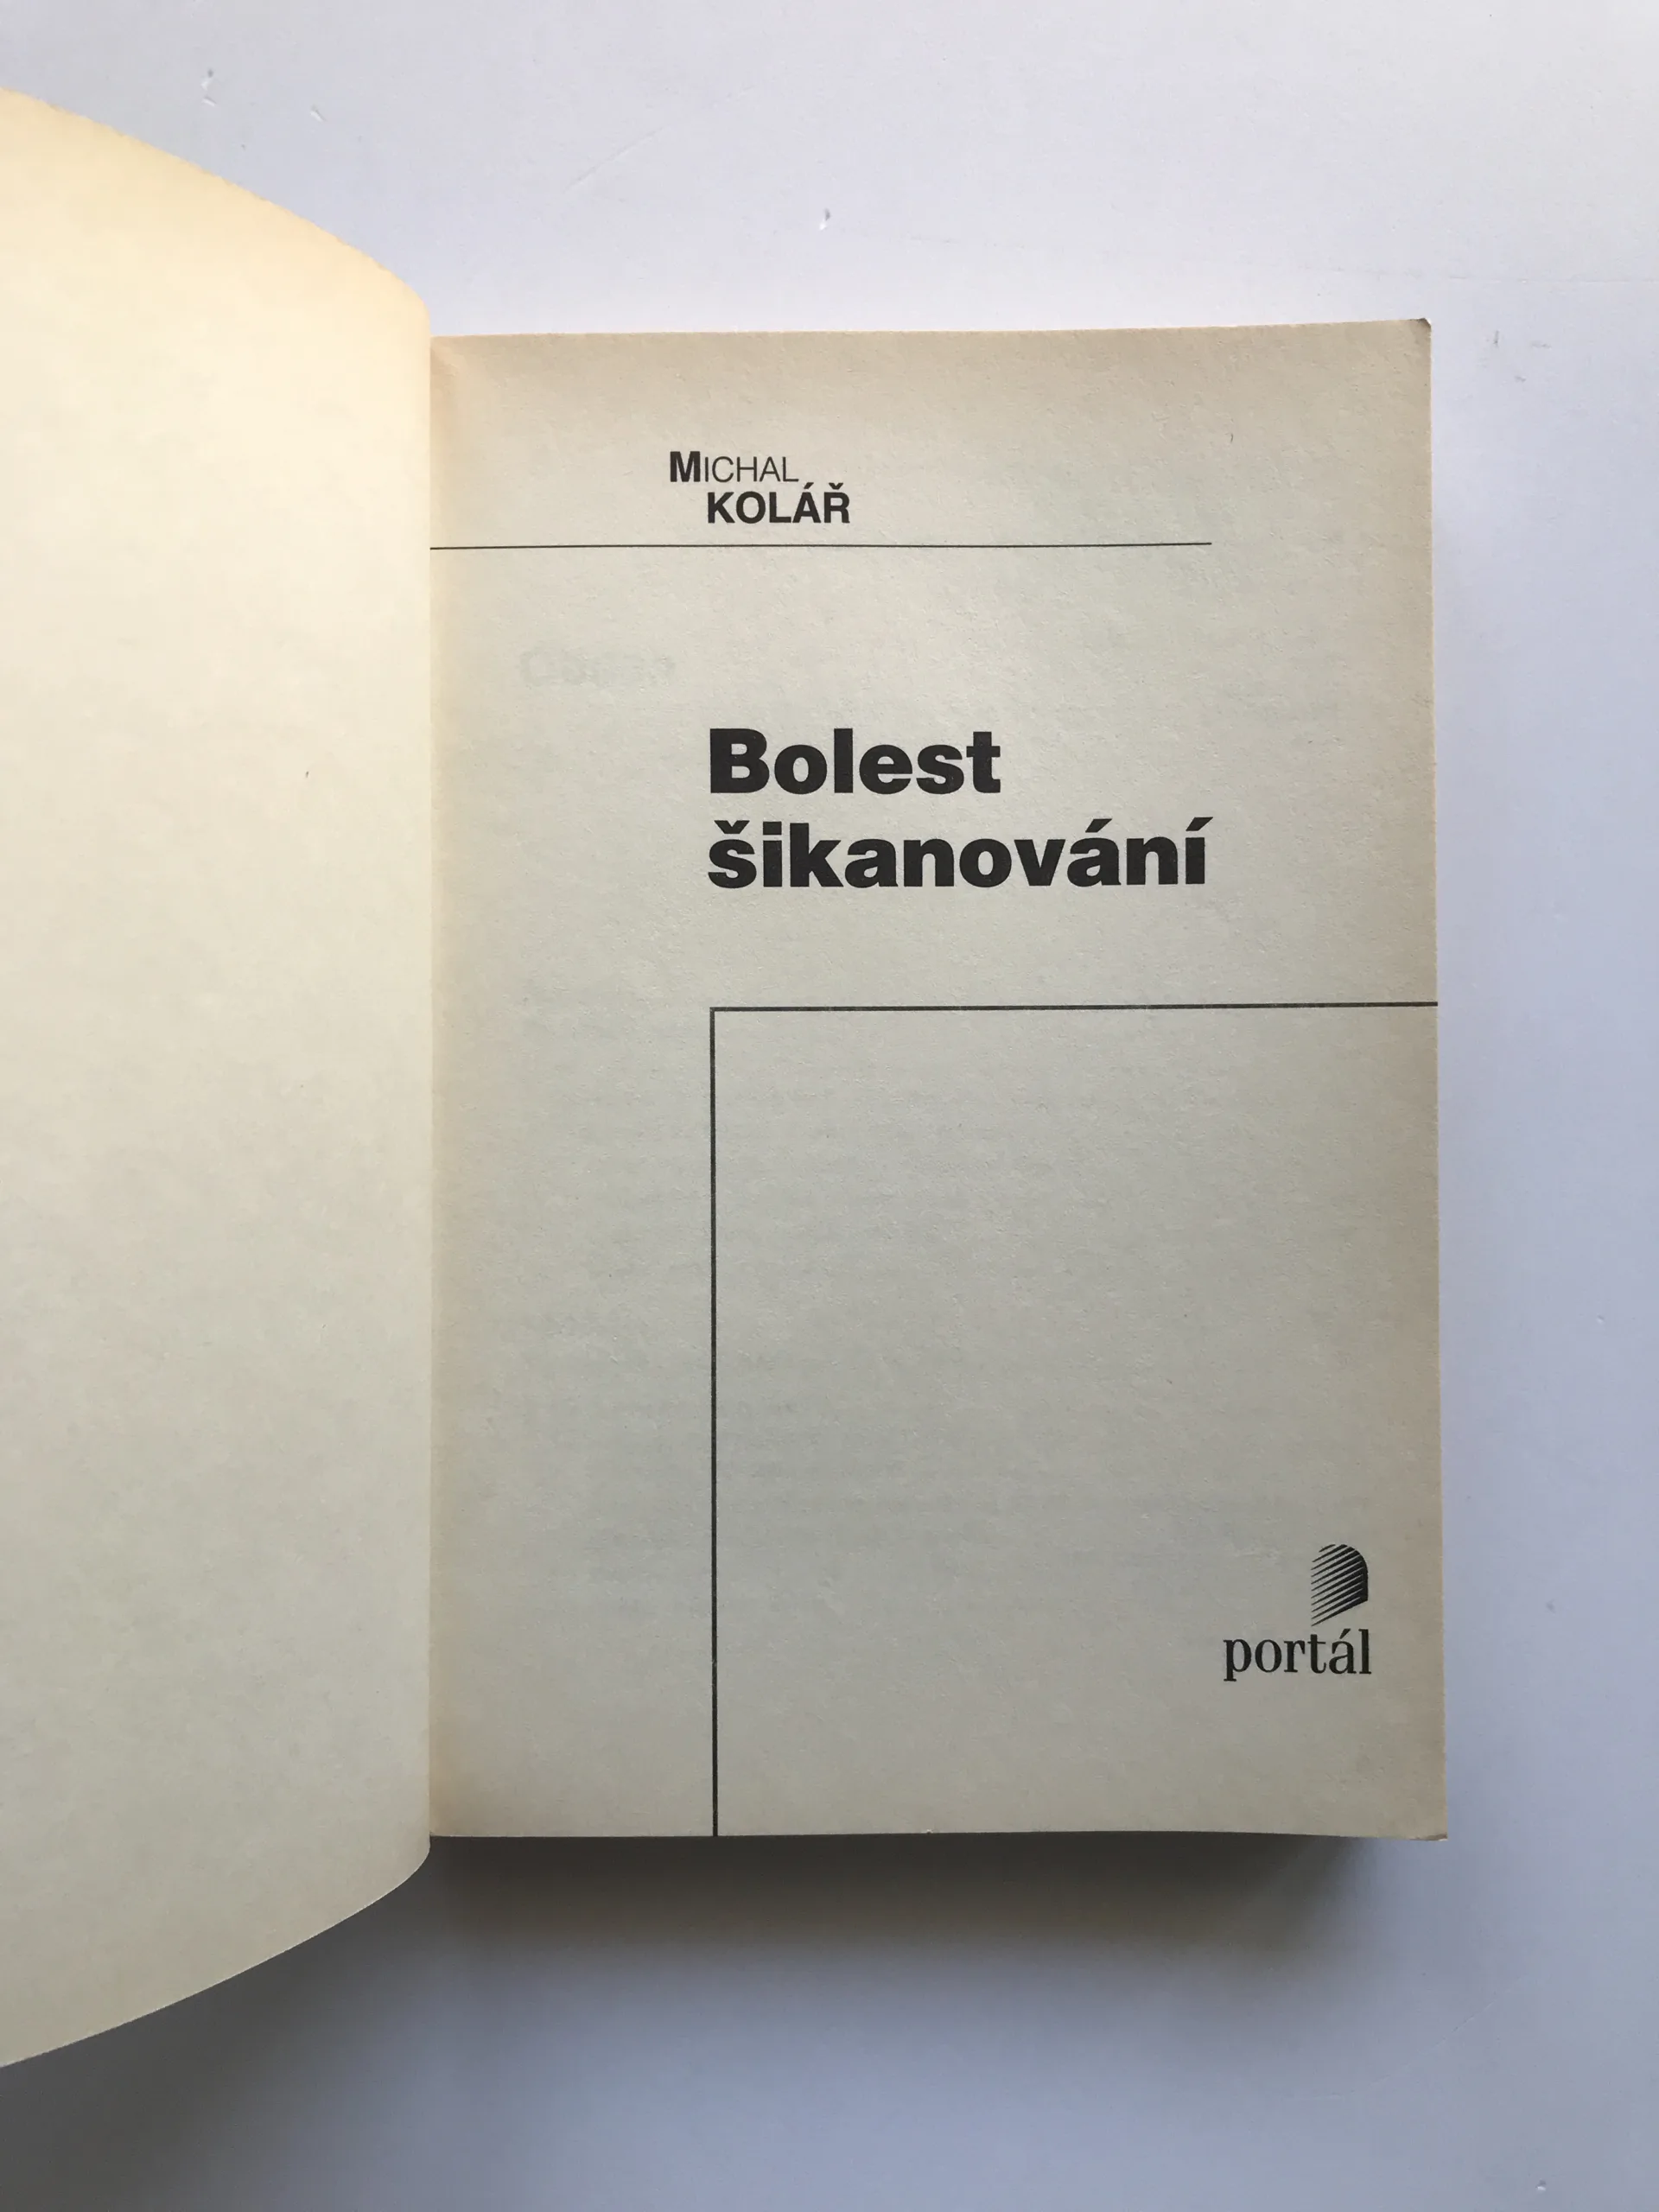 MICHAL
KOLÁŘ
Bolest
šikanování
portál